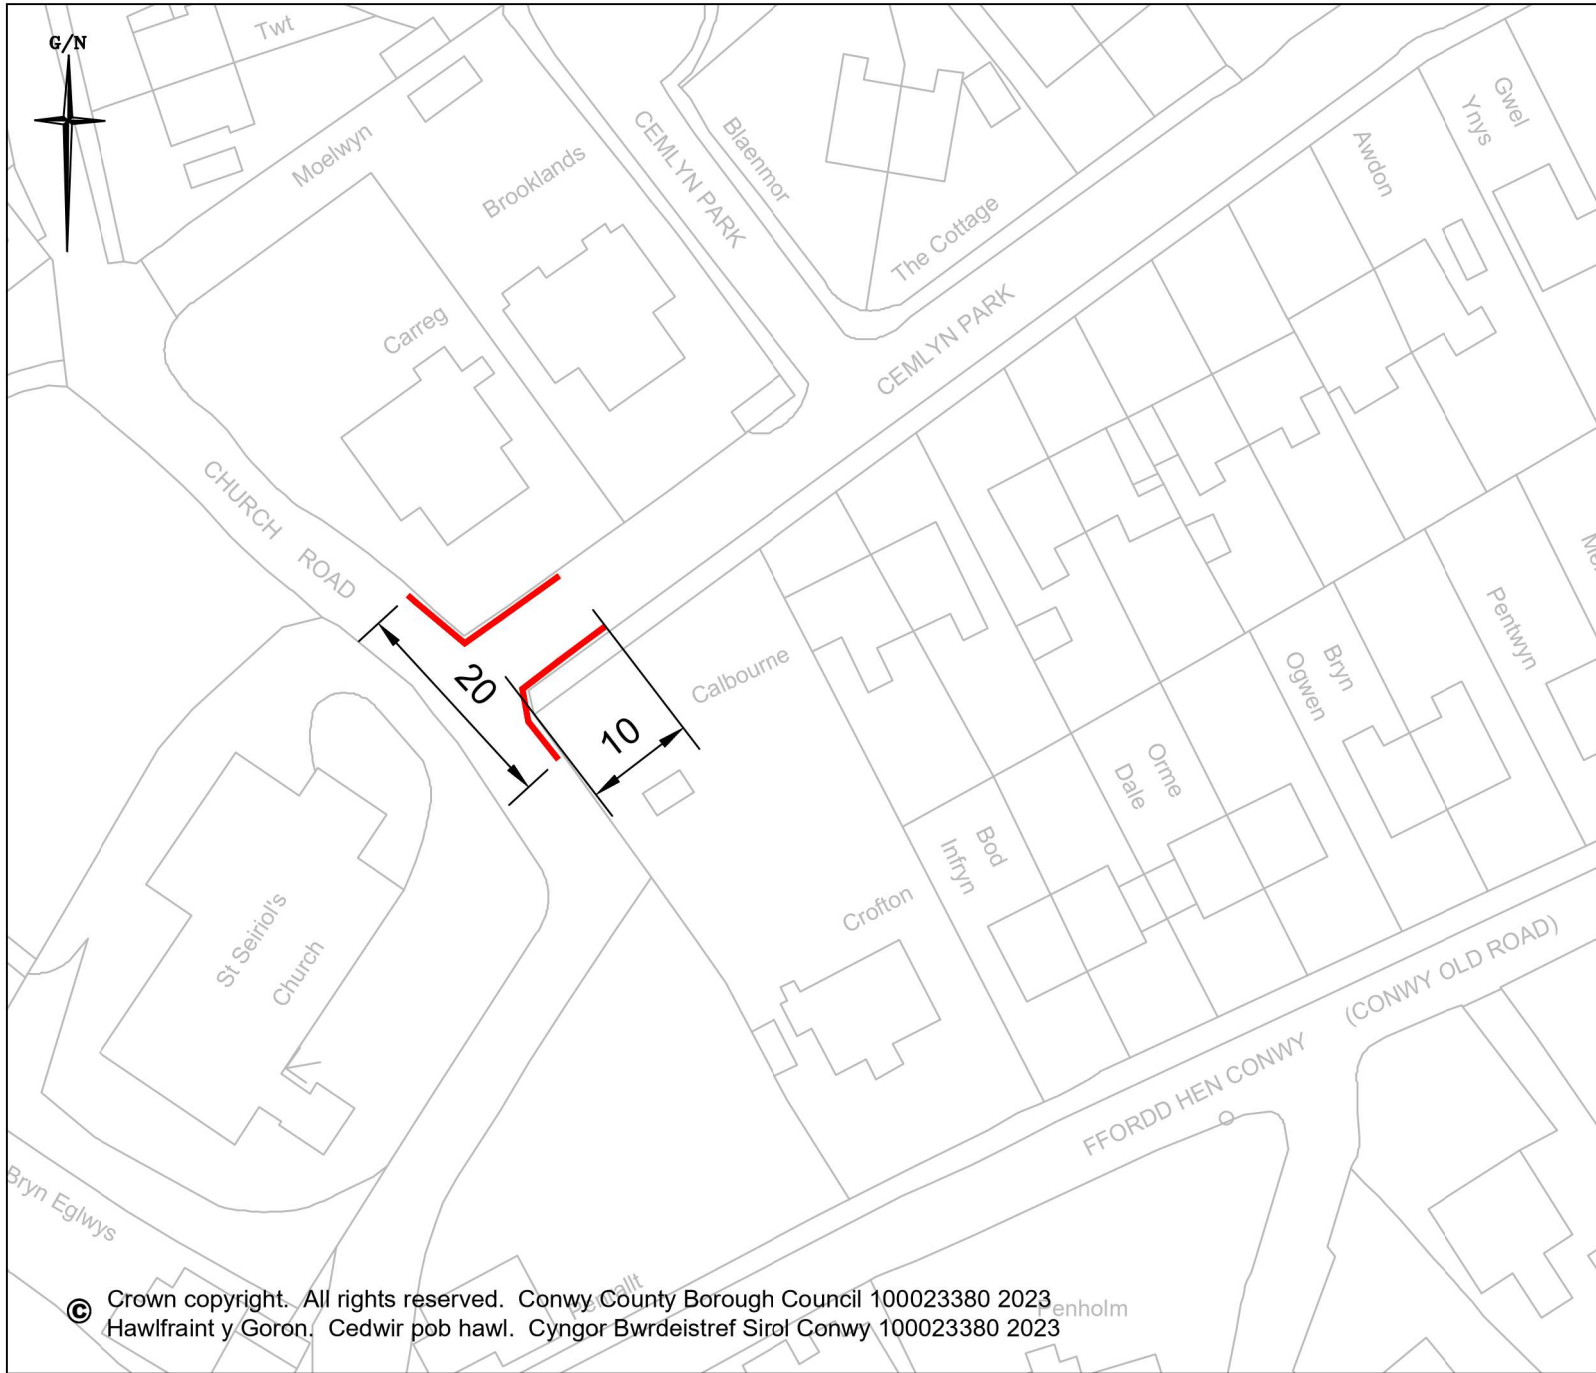 G/N
Twt
Moelwyn
Brooklands
CEMLYN PARK
Blaenmor
The Cottage
Gwel
Ynys
Awdon
Carreg
CEMLYN PARK
CHURCH ROAD
20
10
Calbourne
Pentwyn
Bryn
Ogwen
Orme
Dale
Bod
Infryn
Crofton
St Seiriol's
Church
(CONWY OLD ROAD)
FFORDD HEN CONWY
Bryn Eglwys
Penholm
© Crown copyright. All rights reserved. Conwy County Borough Council 100023380 2023
Hawlfraint y Goron. Cedwir pob hawl. Cyngor Bwrdeistref Sirol Conwy 100023380 2023